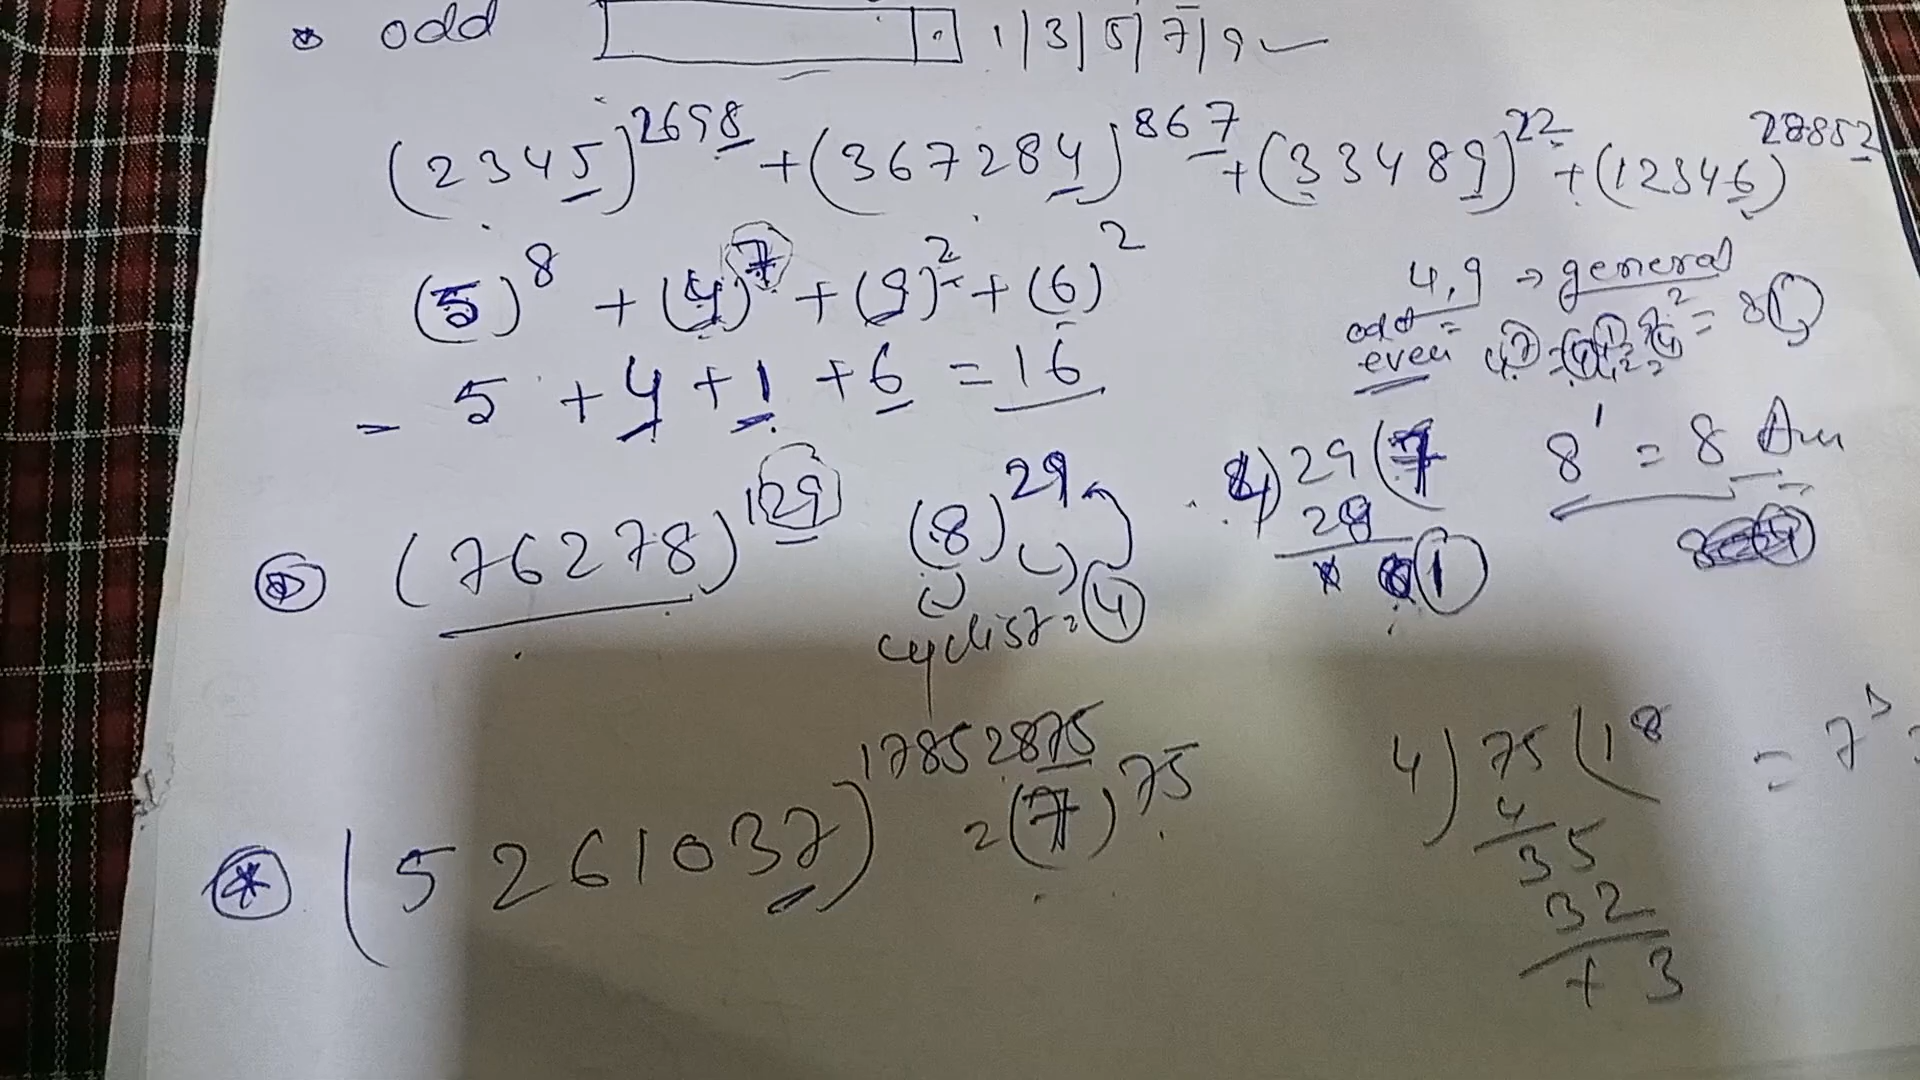 odd 1/3/5/7/9
(2345)^2698 + (367284)^867 + (33489)^22 + (12346)^28852
(5)^8 + (4)^7 + (9)^2 + (6)^2
4,9 → general
odd =
even
= 5 + 4 + 1 + 6 = 16
(76278)^129 (8)^29 4) 29 (7 8^1 = 8 Ans
28
1
cyclist = 4
(5261037)^17852875 = (7)^75 4) 75 (18 = 7^3
4
35
32
+ 3